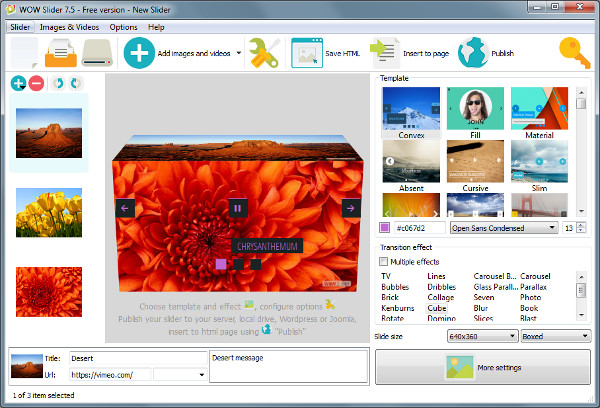 WOW Slider 7.5 - Free version - New Slider
Slider Images & Videos Options Help
Add images and videos Save HTML Insert to page Publish
Template
JOHN
Convex Fill Material
Absent Cursive Slim
#c067d2 Open Sans Condensed 13
CHRYSANTHEMUM
Transition effect
Multiple effects
TV Lines Carousel B... Carousel
Bubbles Dribbles Glass Parall... Parallax
Brick Collage Seven Photo
Kenburns Cube Blur Book
Rotate Domino Slices Blast
Choose template and effect , configure options
Publish your slider to your server, local drive, Wordpress or Joomla,
insert to html page using "Publish"
Slide size 640x360 Boxed
Title: Desert Desert message
Url: https://vimeo.com/
More settings
1 of 3 item selected